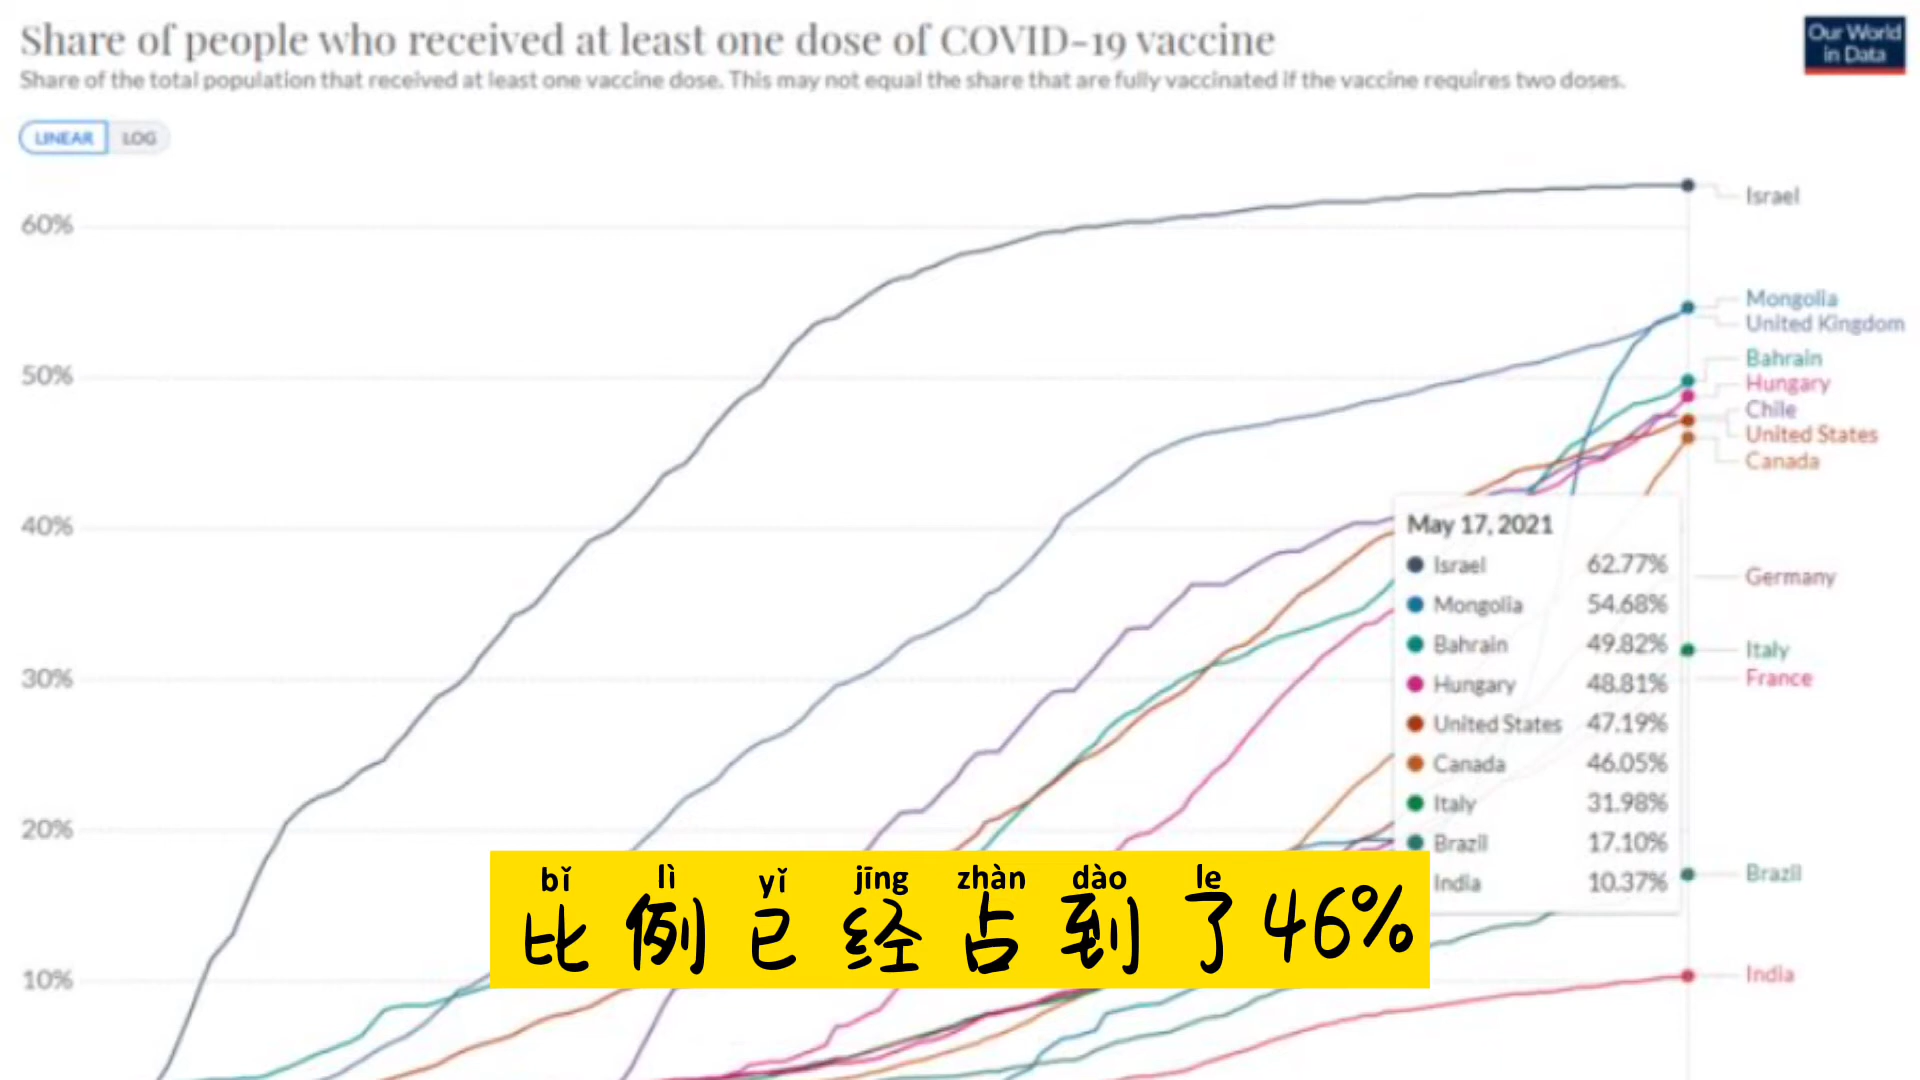 Share of people who received at least one dose of COVID-19 vaccine
Share of the total population that received at least one vaccine dose. This may not equal the share that are fully vaccinated if the vaccine requires two doses.
Our World
in Data
LINEAR LOG
60%
50%
40%
30%
20%
10%
Israel
Mongolia
United Kingdom
Bahrain
Hungary
Chile
United States
Canada
Germany
Italy
France
Brazil
India
May 17, 2021
Israel 62.77%
Mongolia 54.68%
Bahrain 49.82%
Hungary 48.81%
United States 47.19%
Canada 46.05%
Italy 31.98%
Brazil 17.10%
India 10.37%
bǐ lì yǐ jīng zhàn dào le
比例已经占到了46%